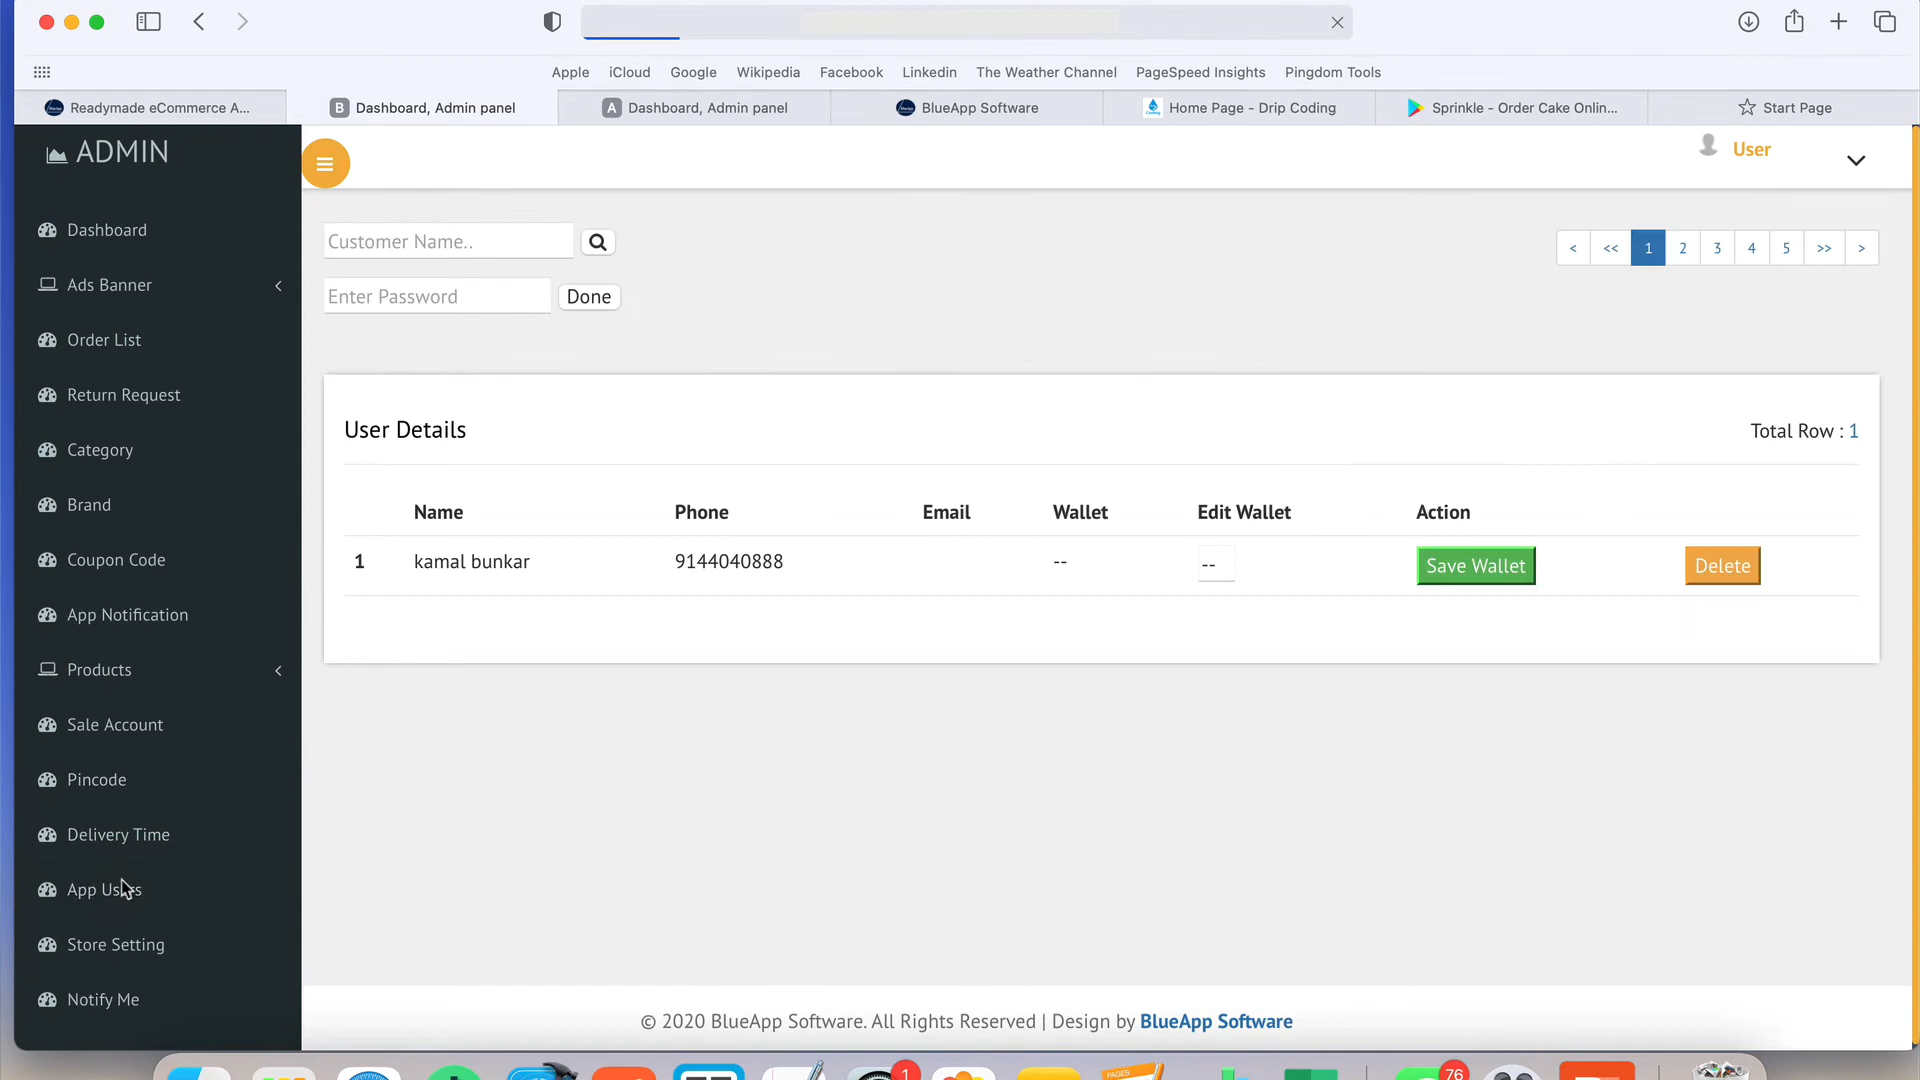 Apple iCloud Google Wikipedia Facebook Linkedin The Weather Channel PageSpeed Insights Pingdom Tools
Readymade eCommerce A... B Dashboard, Admin panel A Dashboard, Admin panel BlueApp Software Home Page - Drip Coding Sprinkle - Order Cake Onlin... Start Page
ADMIN
User
Dashboard
Ads Banner
Order List
Return Request
Category
Brand
Coupon Code
App Notification
Products
Sale Account
Pincode
Delivery Time
App Users
Store Setting
Notify Me
Customer Name..
< << 1 2 3 4 5 >> >
Enter Password Done
User Details Total Row : 1
Name Phone Email Wallet Edit Wallet Action
1 kamal bunkar 9144040888 -- -- Save Wallet Delete
© 2020 BlueApp Software. All Rights Reserved | Design by BlueApp Software
PAGES 1 76